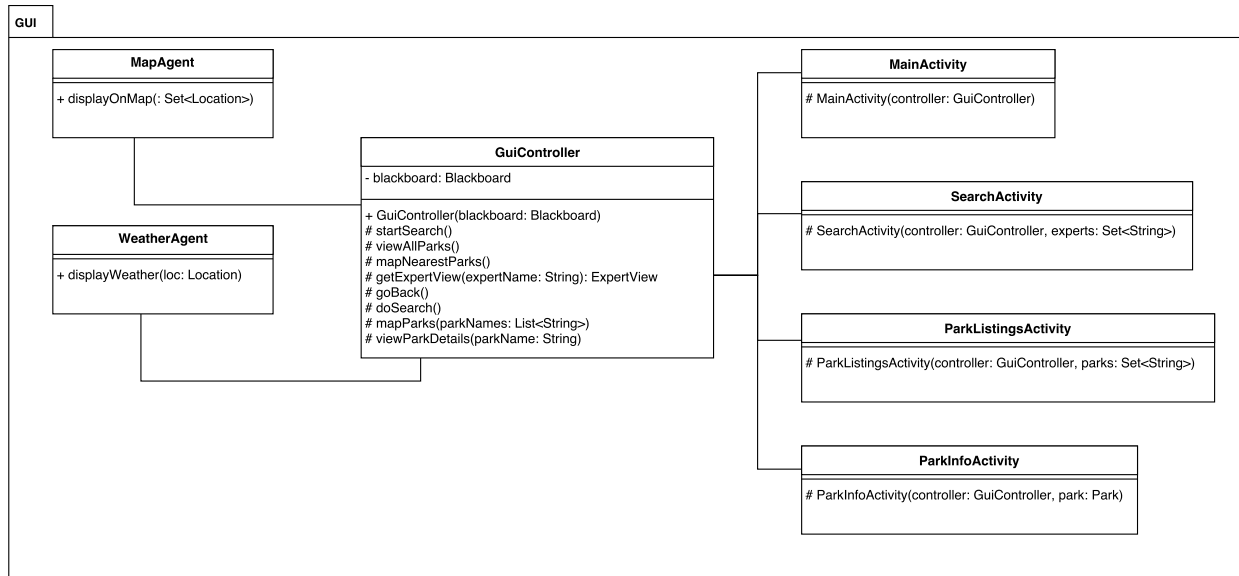 GUI
MapAgent
+ displayOnMap(: Set<Location>)
WeatherAgent
+ displayWeather(loc: Location)
GuiController
- blackboard: Blackboard
+ GuiController(blackboard: Blackboard)
# startSearch()
# viewAllParks()
# mapNearestParks()
# getExpertView(expertName: String): ExpertView
# goBack()
# doSearch()
# mapParks(parkNames: List<String>)
# viewParkDetails(parkName: String)
MainActivity
# MainActivity(controller: GuiController)
SearchActivity
# SearchActivity(controller: GuiController, experts: Set<String>)
ParkListingsActivity
# ParkListingsActivity(controller: GuiController, parks: Set<String>)
ParkInfoActivity
# ParkInfoActivity(controller: GuiController, park: Park)